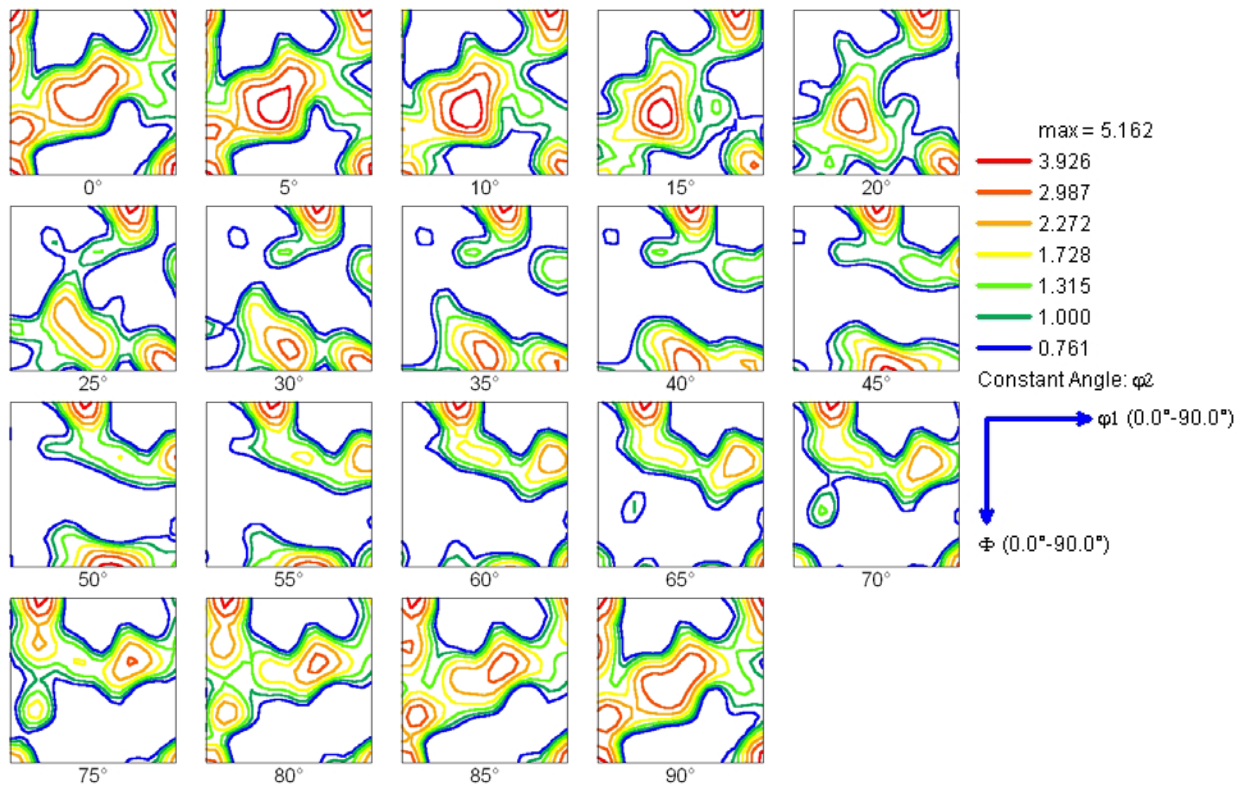 0° 5° 10° 15° 20°
max = 5.162
3.926
2.987
2.272
1.728
1.315
1.000
0.761
25° 30° 35° 40° 45°
Constant Angle: φ2
φ1 (0.0°-90.0°)
Φ (0.0°-90.0°)
50° 55° 60° 65° 70°
75° 80° 85° 90°